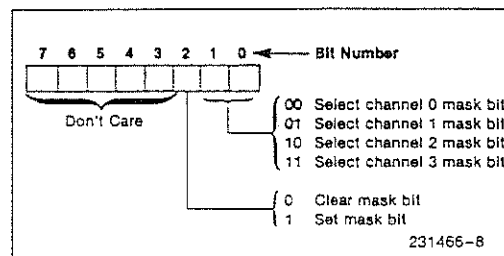 7 6 5 4 3 2 1 0 Bit Number
Don't Care
00 Select channel 0 mask bit
01 Select channel 1 mask bit
10 Select channel 2 mask bit
11 Select channel 3 mask bit
0 Clear mask bit
1 Set mask bit
231466-8